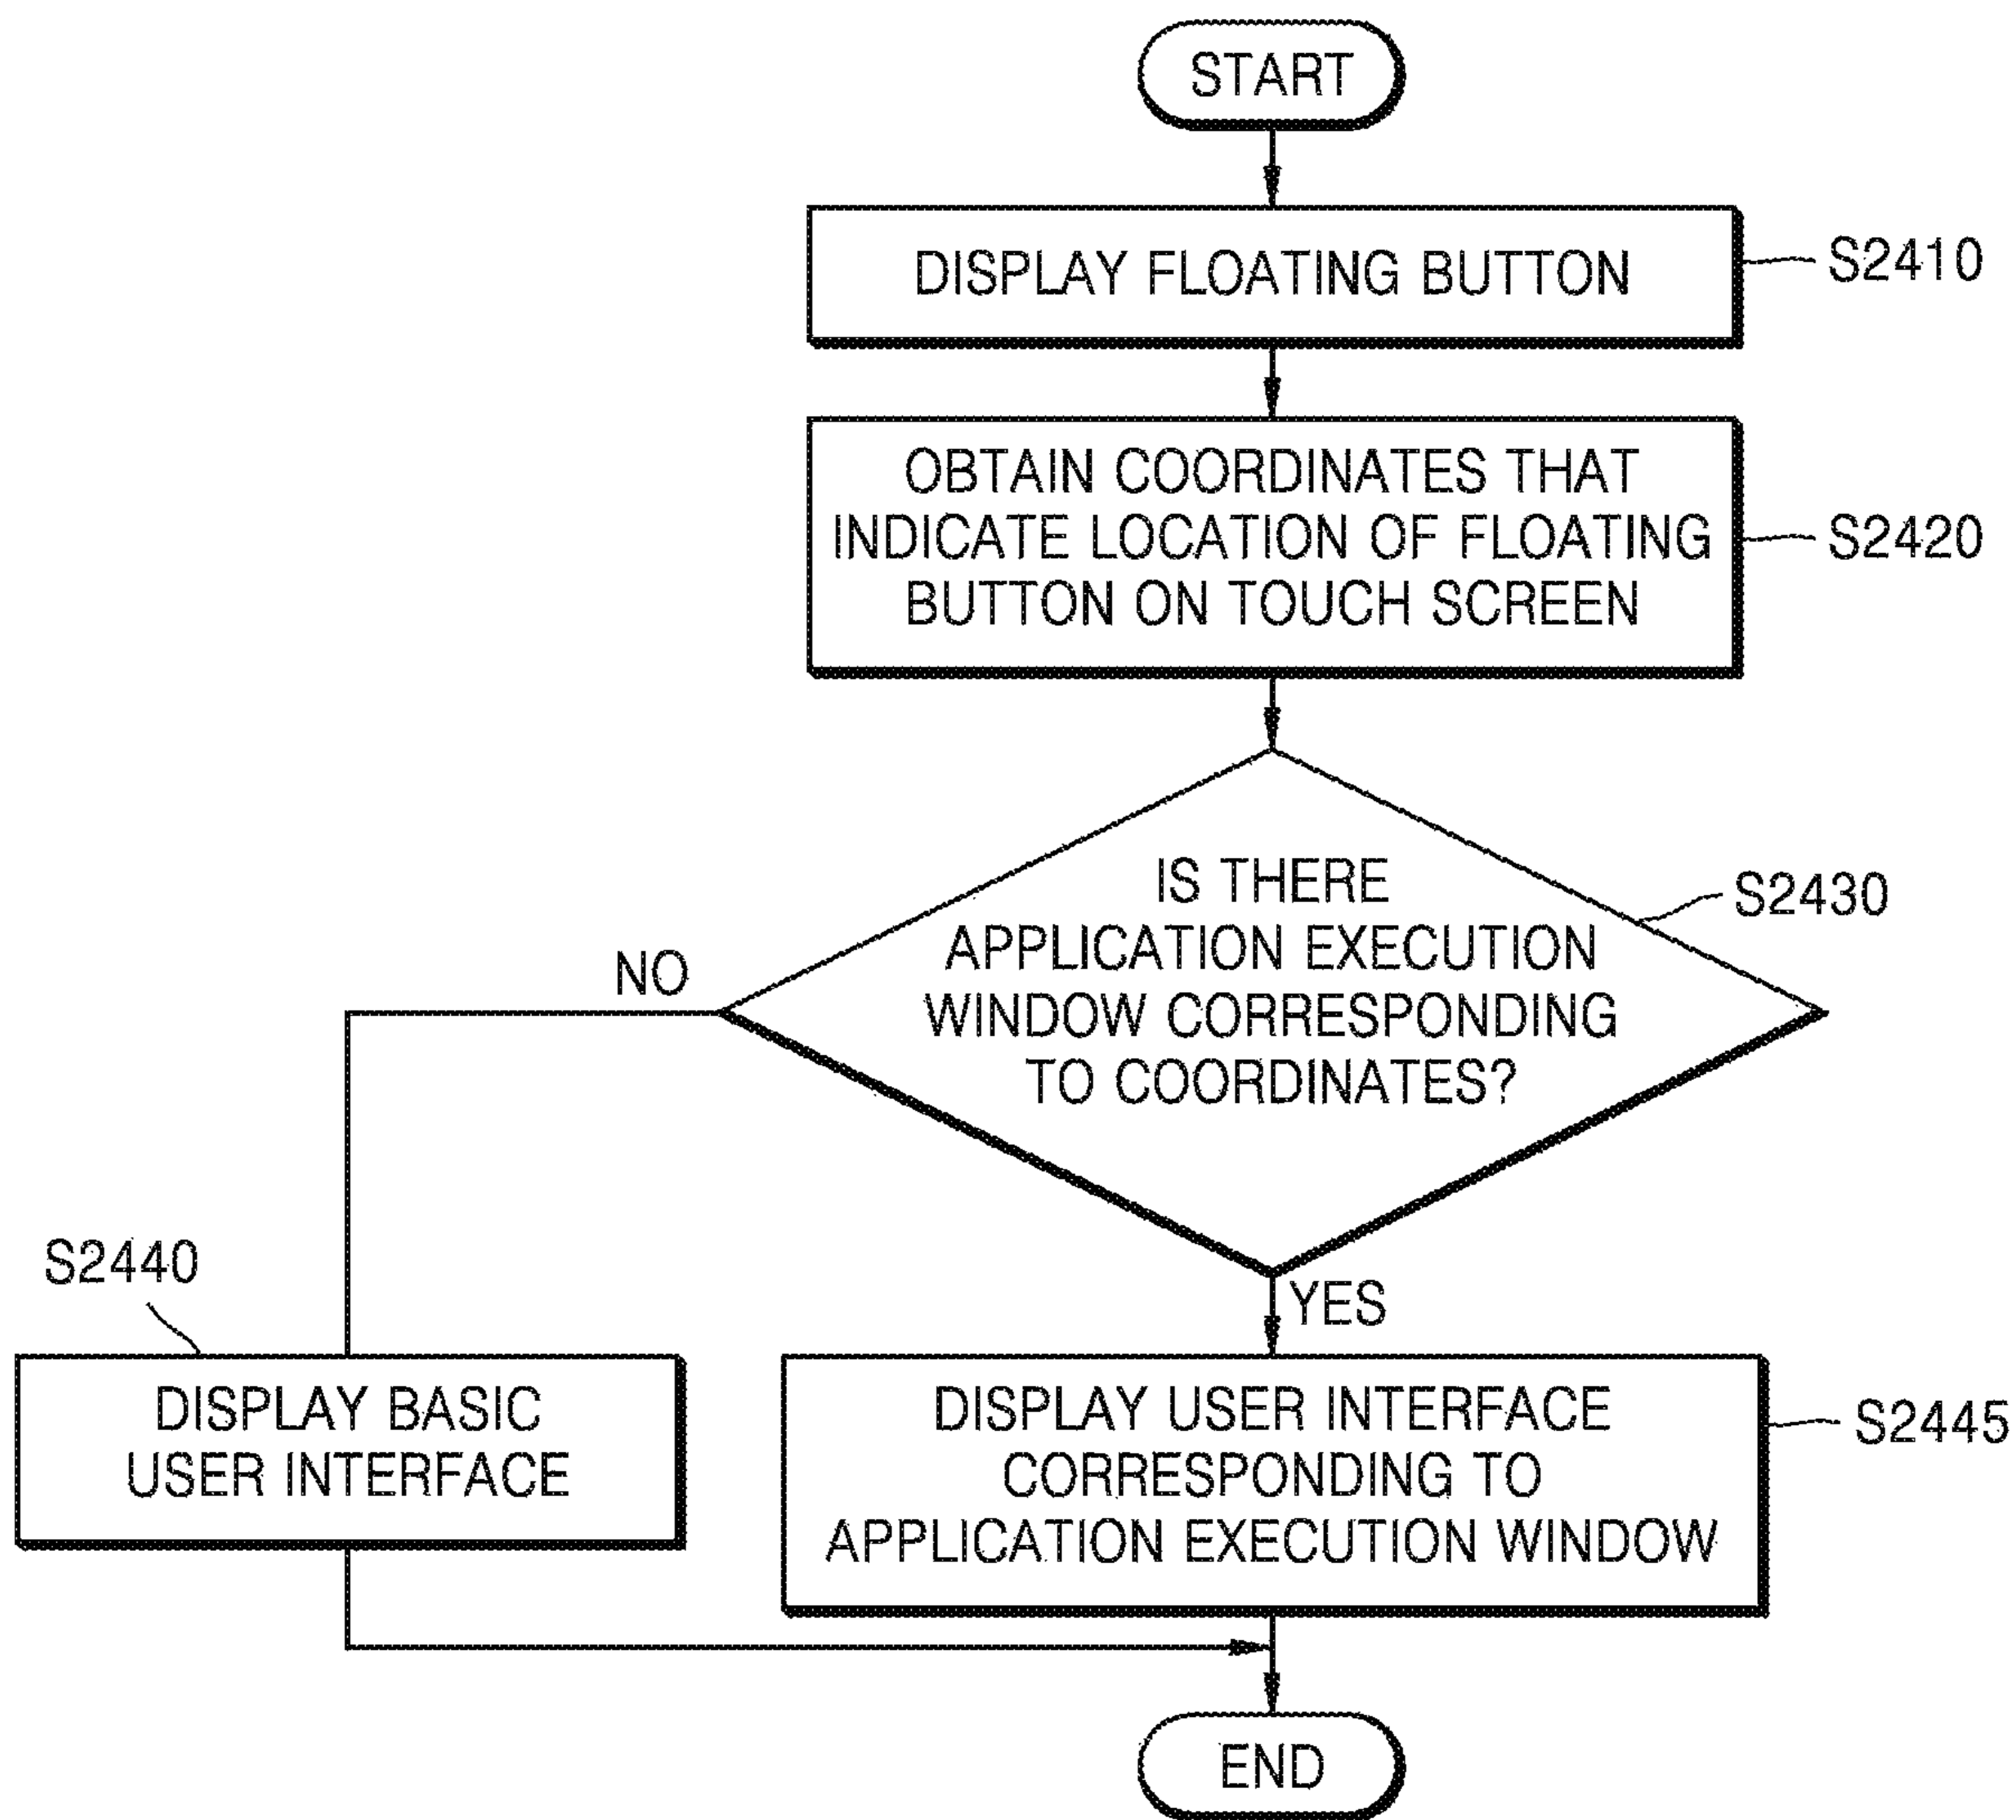 START
DISPLAY FLOATING BUTTON
S2410
OBTAIN COORDINATES THAT
INDICATE LOCATION OF FLOATING
BUTTON ON TOUCH SCREEN
S2420
IS THERE
APPLICATION EXECUTION
WINDOW CORRESPONDING
TO COORDINATES?
S2430
NO
YES
S2440
DISPLAY BASIC
USER INTERFACE
DISPLAY USER INTERFACE
CORRESPONDING TO
APPLICATION EXECUTION WINDOW
S2445
END